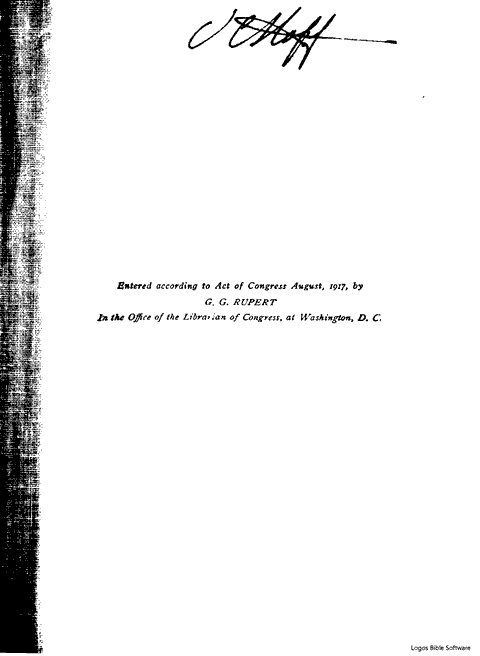 Entered according to Act of Congress August, 1917, by
G. G. RUPERT
In the Office of the Librarian of Congress, at Washington, D. C.
Logos Bible Software